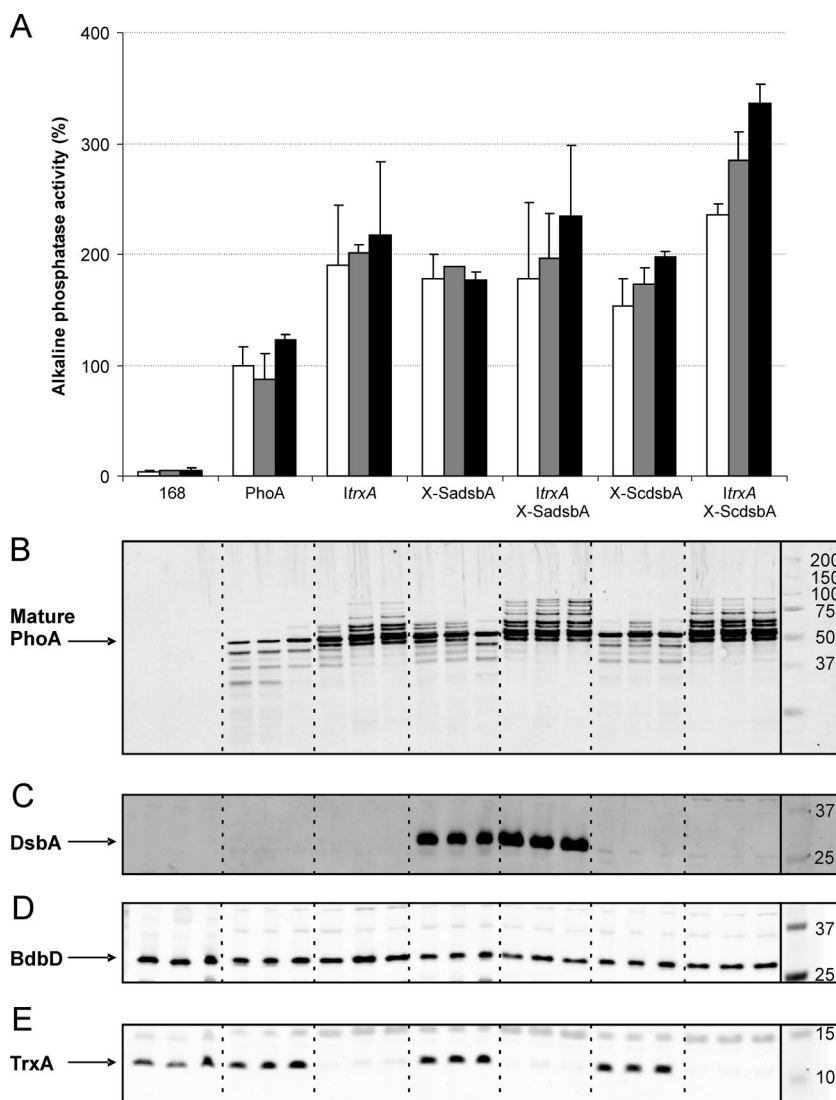 A
Alkaline phosphatase activity (%)
400
300
200
100
0
168
PhoA
ItrxA
X-SadsbA
ItrxA
X-SadsbA
X-ScdsbA
ItrxA
X-ScdsbA
B
Mature
PhoA
200
150
100
75
50
37
C
DsbA
37
25
D
BdbD
37
25
E
TrxA
15
10